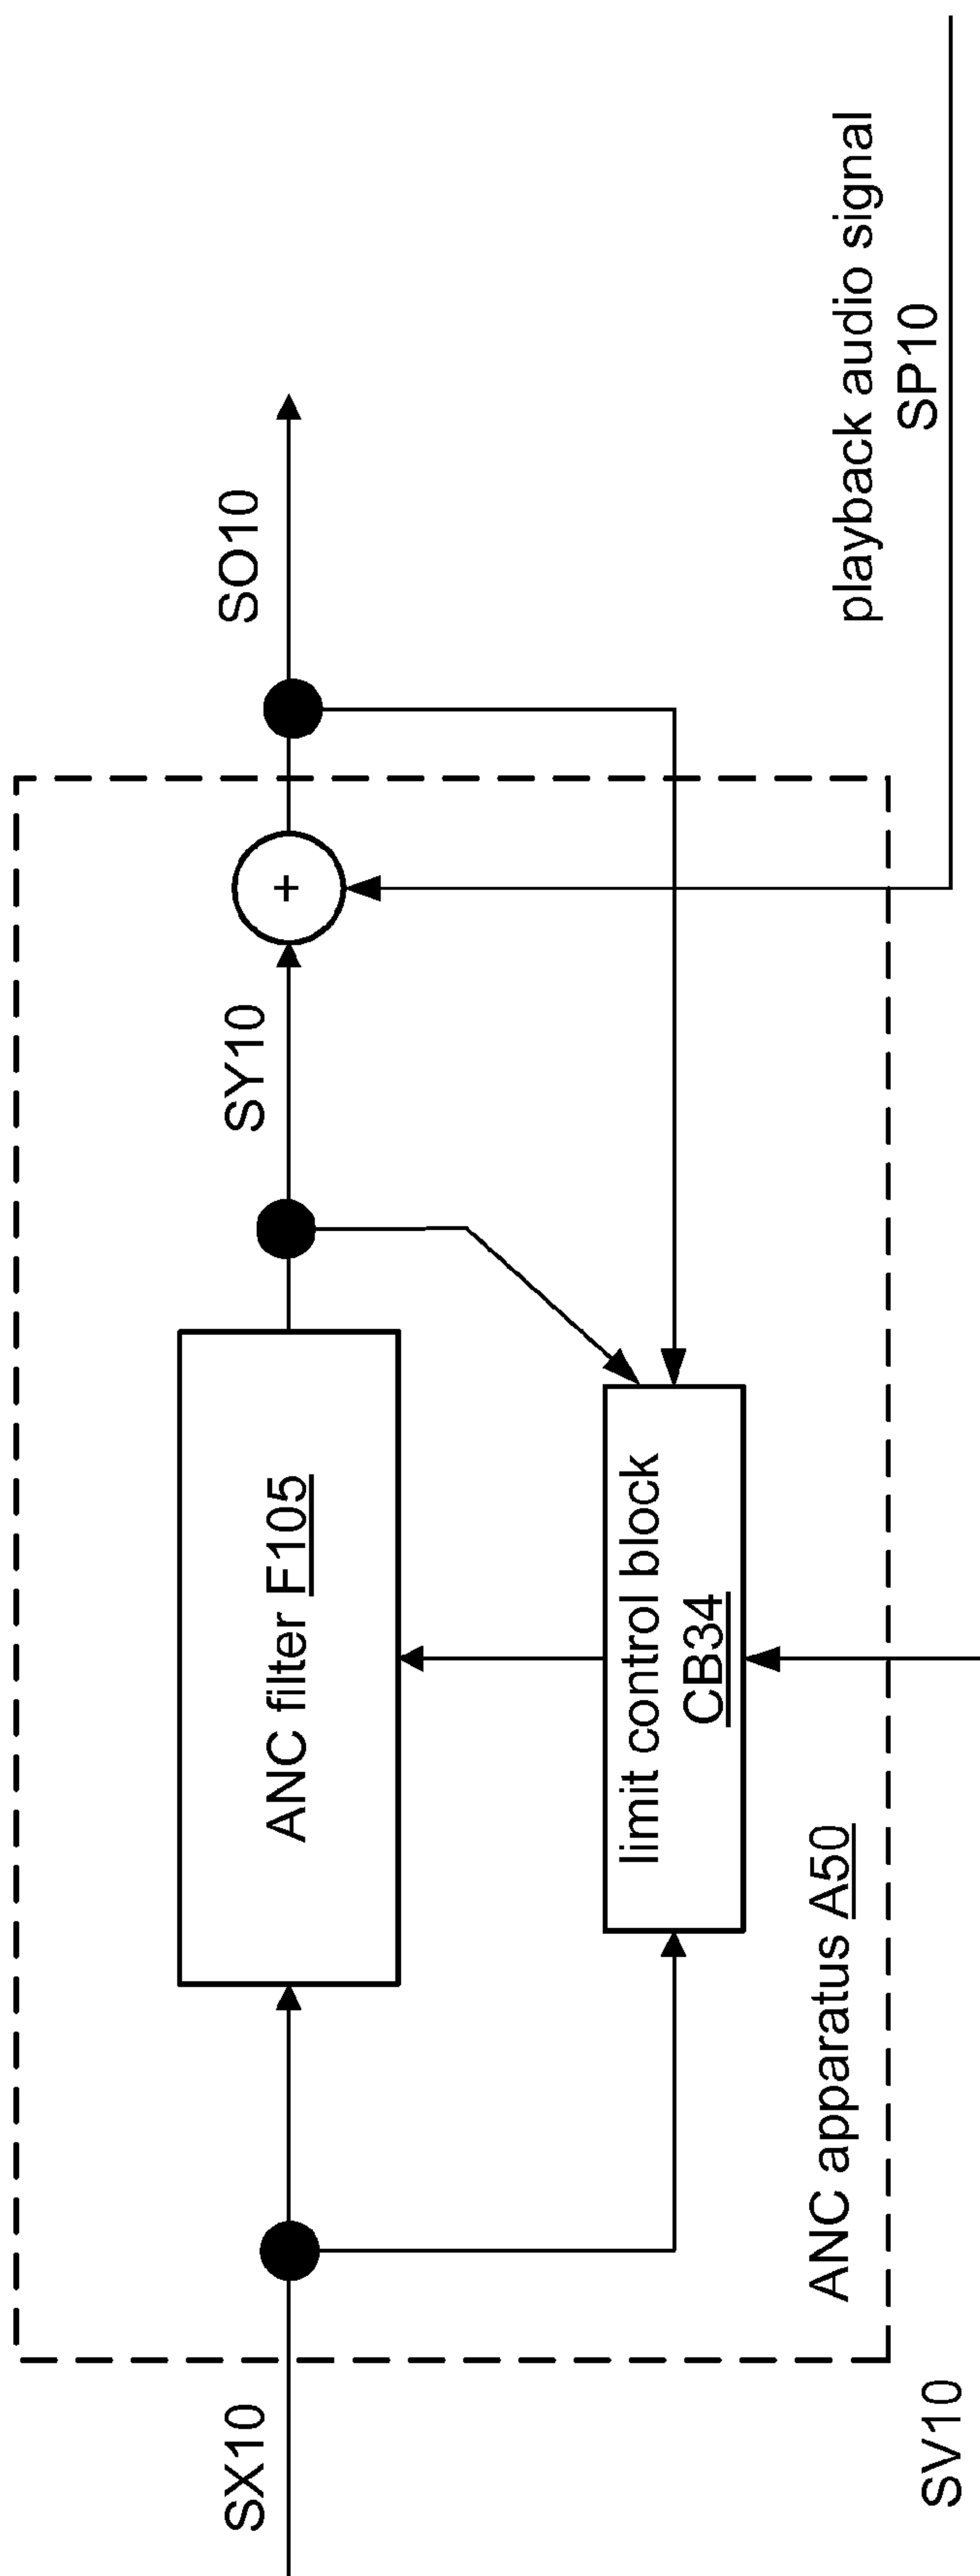 SX10
ANC filter F105
SY10
SO10
+
limit control block
CB34
ANC apparatus A50
playback audio signal
SP10
SV10